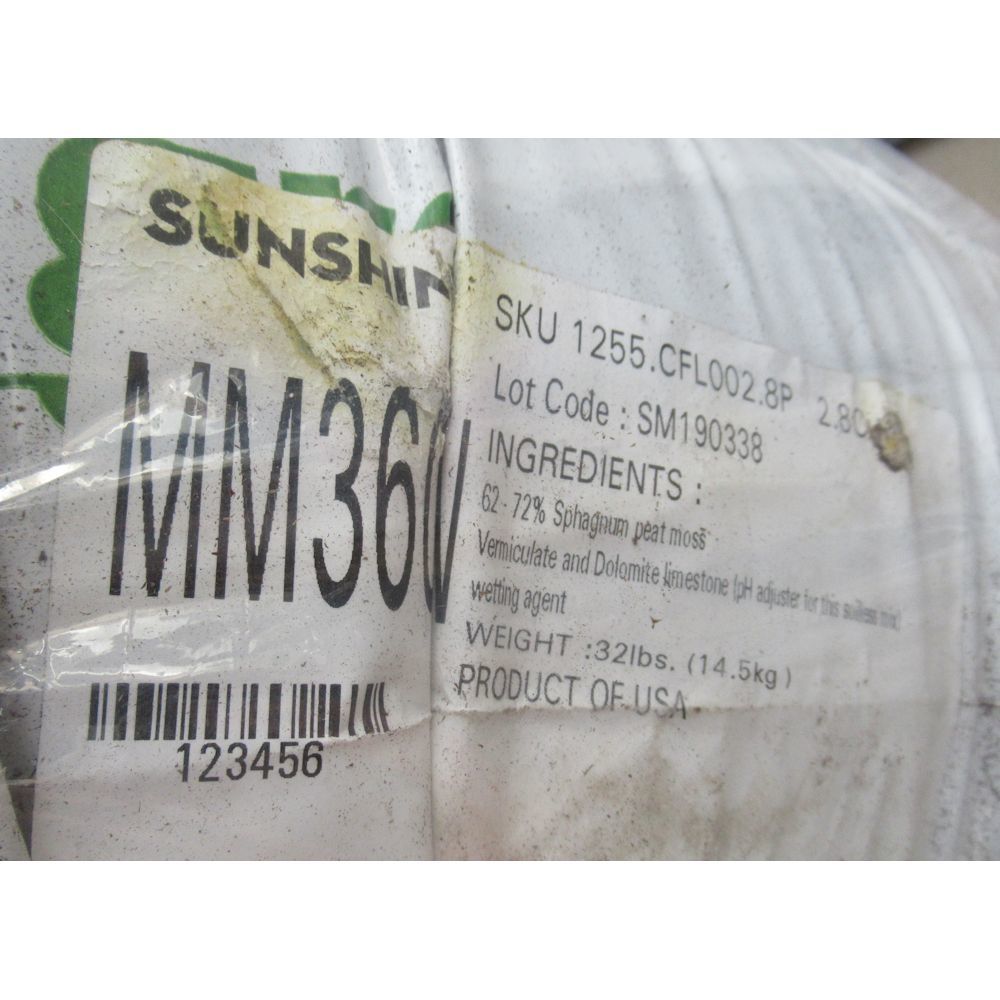 SUNSHIN
MM360
123456
SKU 1255.CFL002.8P 2.8C
Lot Code : SM190338
INGREDIENTS :
62 - 72% Sphagnum peat moss
Vermiculate and Dolomite limestone (pH adjuster for this soilless mix)
wetting agent
WEIGHT :32lbs. (14.5kg)
PRODUCT OF USA